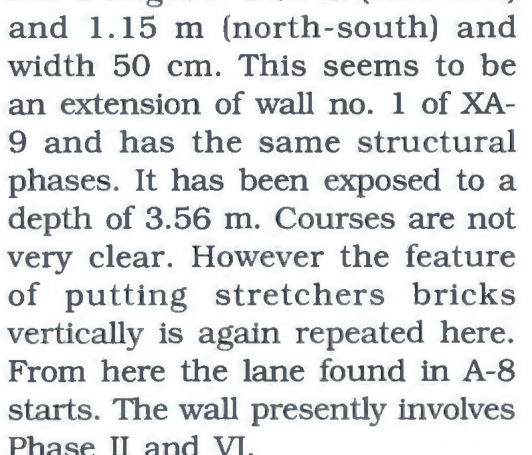 and 1.15 m (north-south) and
width 50 cm. This seems to be
an extension of wall no. 1 of XA-
9 and has the same structural
phases. It has been exposed to a
depth of 3.56 m. Courses are not
very clear. However the feature
of putting stretchers bricks
vertically is again repeated here.
From here the lane found in A-8
starts. The wall presently involves
Phase II and VI.